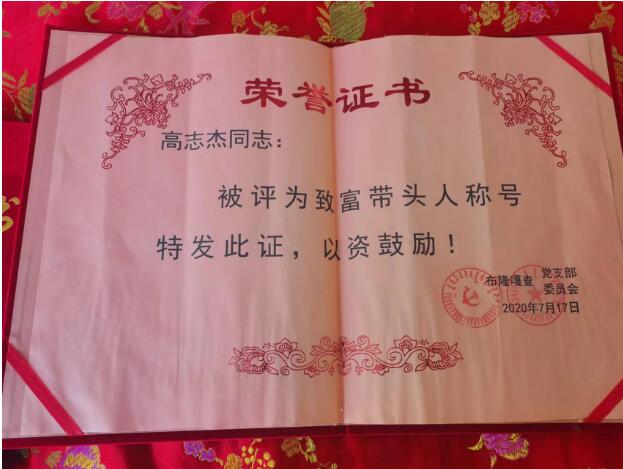 荣誉证书
高志杰同志：
被评为致富带头人称号
特发此证，以资鼓励！
布隆嘎查 党支部
委员会
2020年7月17日